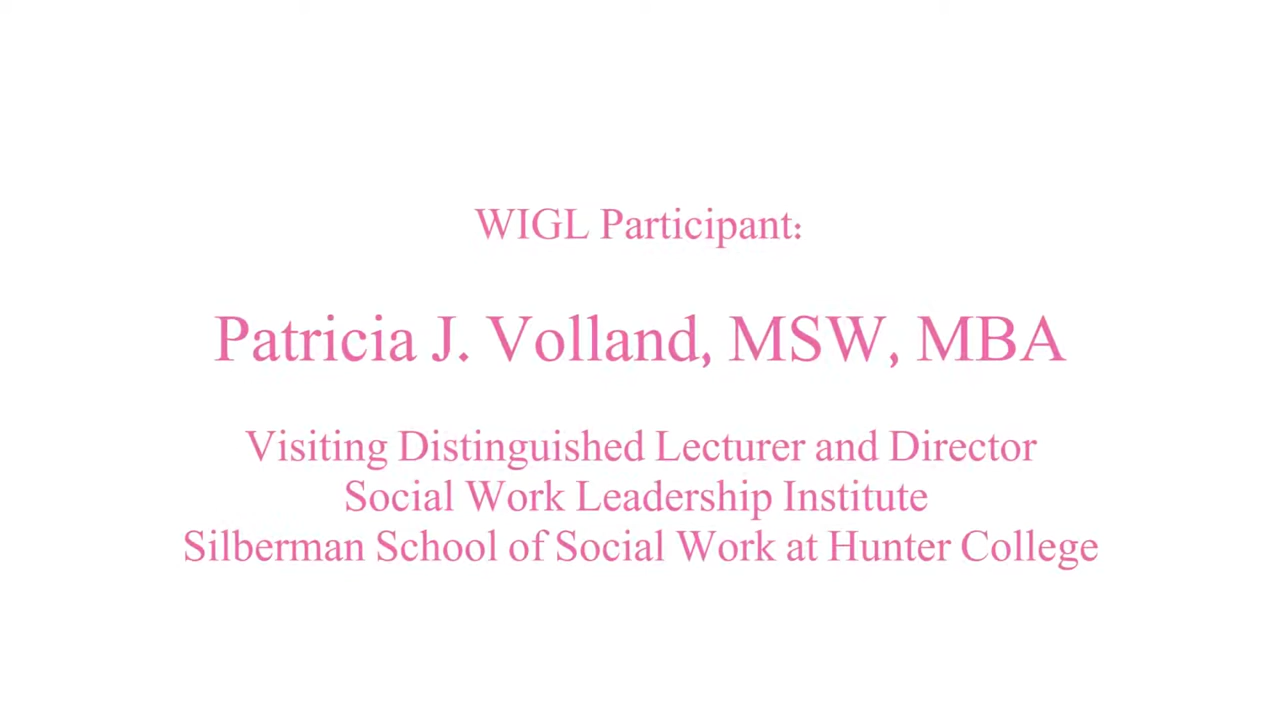 WIGL Participant:
Patricia J. Volland, MSW, MBA
Visiting Distinguished Lecturer and Director
Social Work Leadership Institute
Silberman School of Social Work at Hunter College